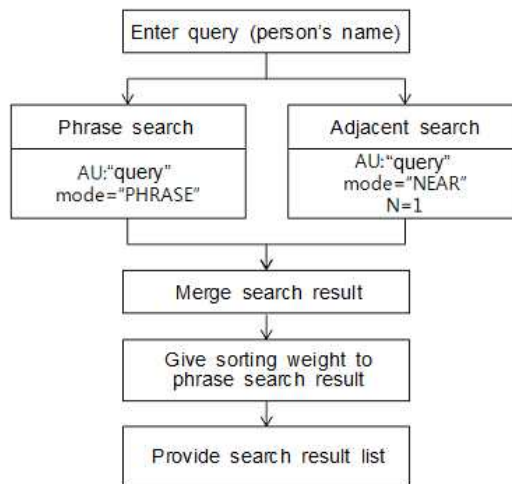 Enter query (person's name)
Phrase search
AU:“query”
mode=“PHRASE”
Adjacent search
AU:“query”
mode=“NEAR”
N=1
Merge search result
Give sorting weight to
phrase search result
Provide search result list